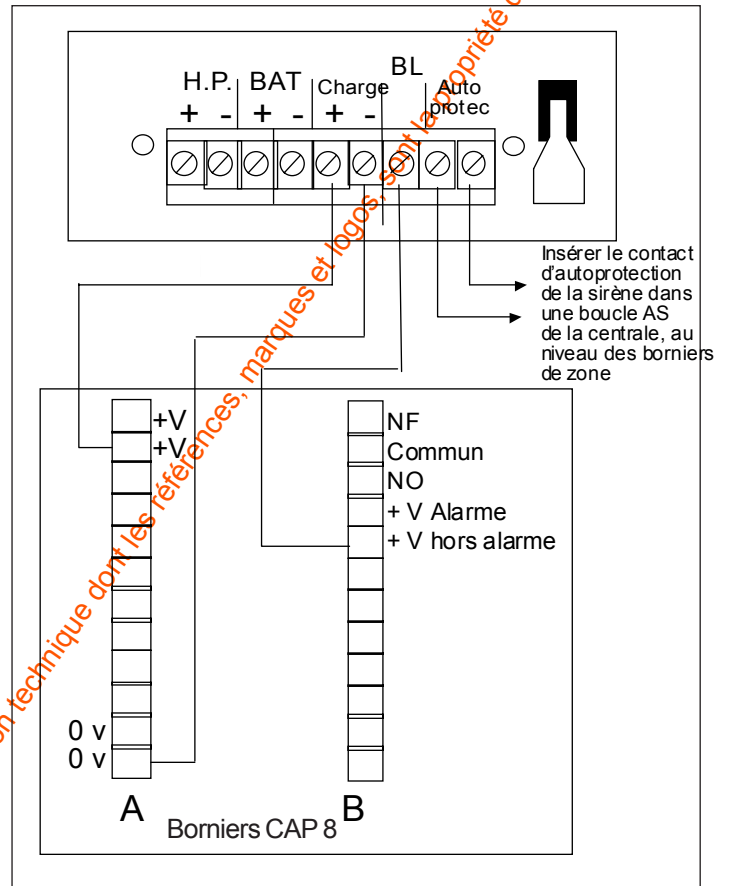 H.P. BAT Charge BL Auto
protec
+ - + - + -
Insérer le contact
d'autoprotection
de la sirène dans
une boucle AS
de la centrale, au
niveau des borniers
de zone
+V
+V
NF
Commun
NO
+ V Alarme
+ V hors alarme
0 v
0 v
A
B
Borniers CAP 8
on technique dont les références, marques et logos, sont la propriété d